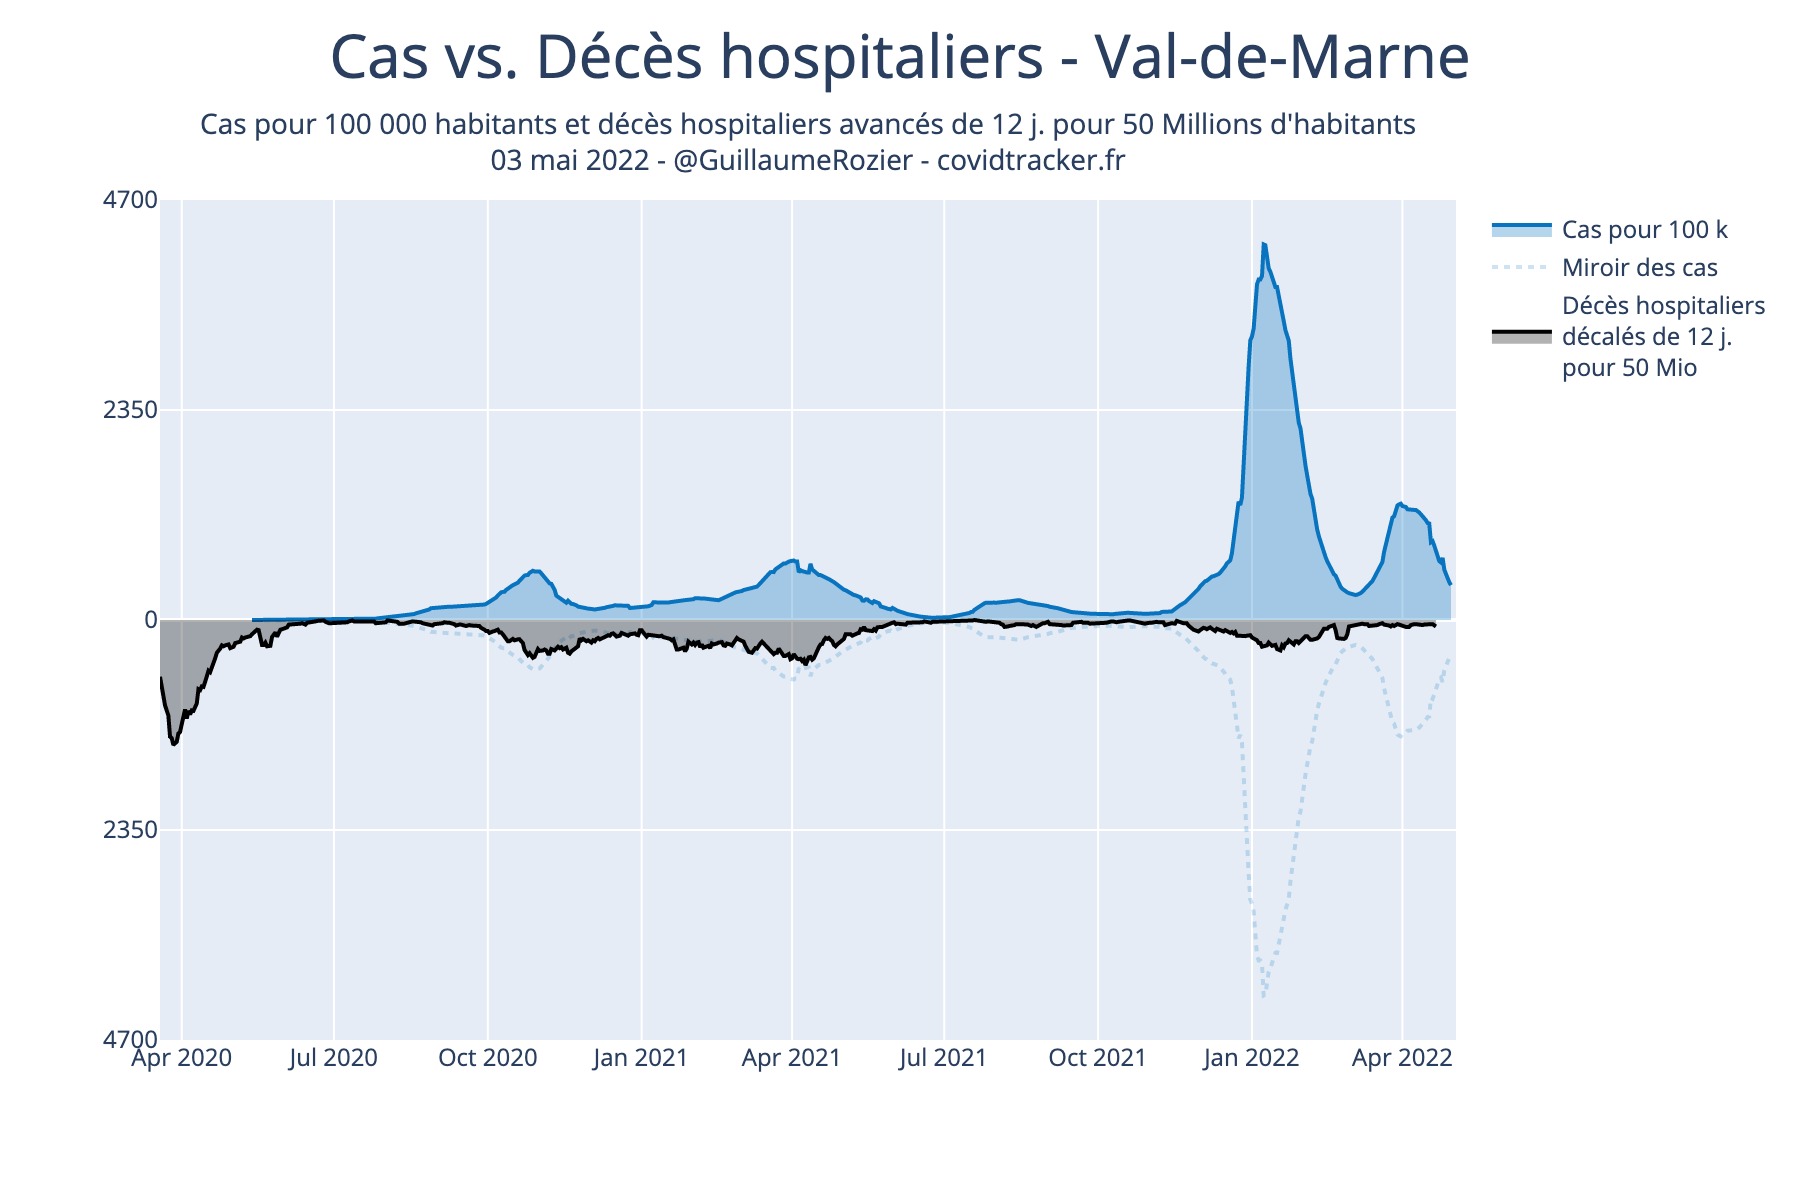 Cas vs. Décès hospitaliers - Val-de-Marne
Cas pour 100 000 habitants et décès hospitaliers avancés de 12 j. pour 50 Millions d'habitants
03 mai 2022 - @GuillaumeRozier - covidtracker.fr
4700
2350
0
2350
4700
Apr 2020
Jul 2020
Oct 2020
Jan 2021
Apr 2021
Jul 2021
Oct 2021
Jan 2022
Apr 2022
Cas pour 100 k
Miroir des cas
Décès hospitaliers
décalés de 12 j.
pour 50 Mio